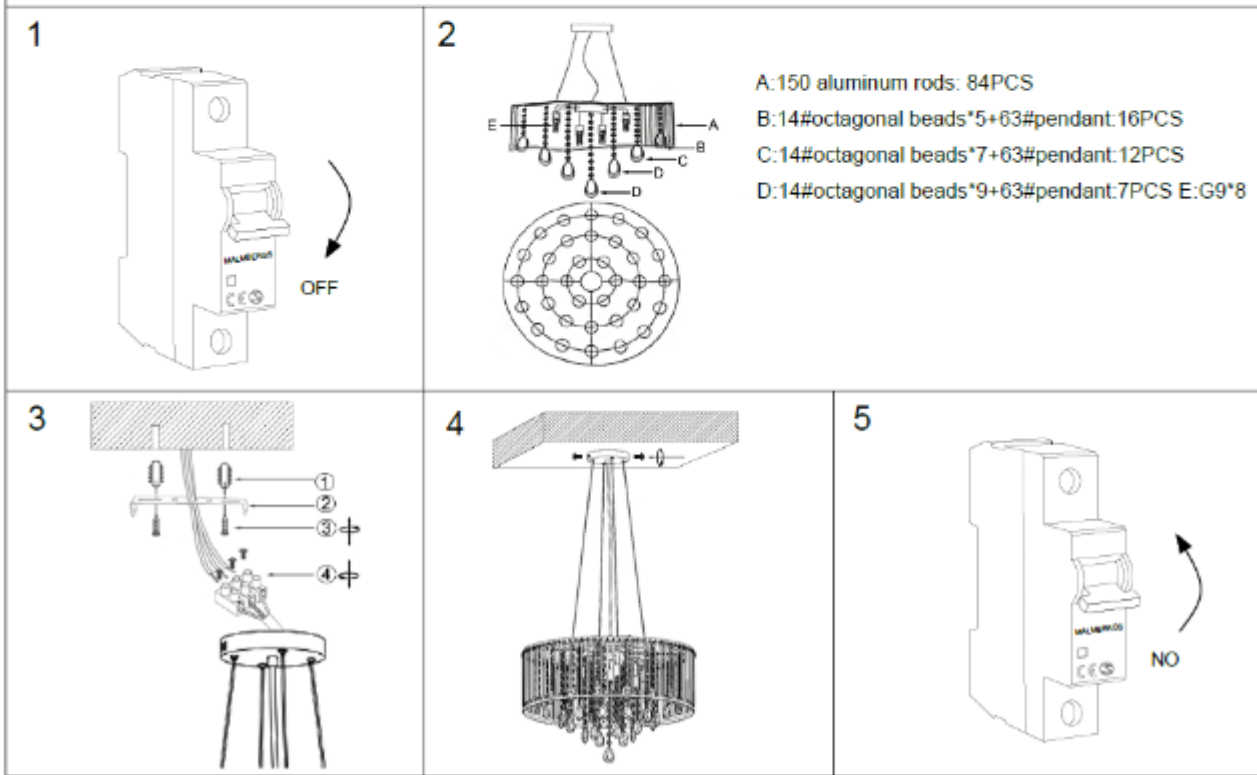 1
OFF
2
A:150 aluminum rods: 84PCS
B:14#octagonal beads*5+63#pendant:16PCS
C:14#octagonal beads*7+63#pendant:12PCS
D:14#octagonal beads*9+63#pendant:7PCS E:G9*8
E
A
B
C
D
D
3
①
②
③
④
4
5
CE
NO
CE